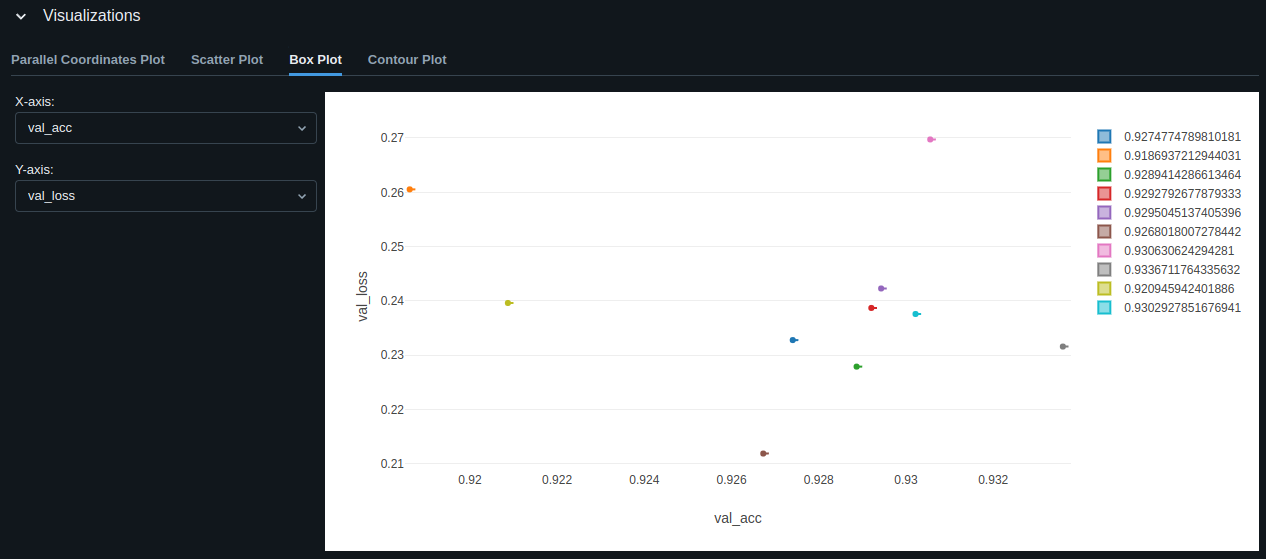 Visualizations
Parallel Coordinates Plot Scatter Plot Box Plot Contour Plot
X-axis:
val_acc
Y-axis:
val_loss
0.27
0.26
0.25
0.24
0.23
0.22
0.21
val_loss
0.92 0.922 0.924 0.926 0.928 0.93 0.932
val_acc
0.9274774789810181
0.9186937212944031
0.9289414286613464
0.9292792677879333
0.9295045137405396
0.9268018007278442
0.930630624294281
0.9336711764335632
0.920945942401886
0.9302927851676941